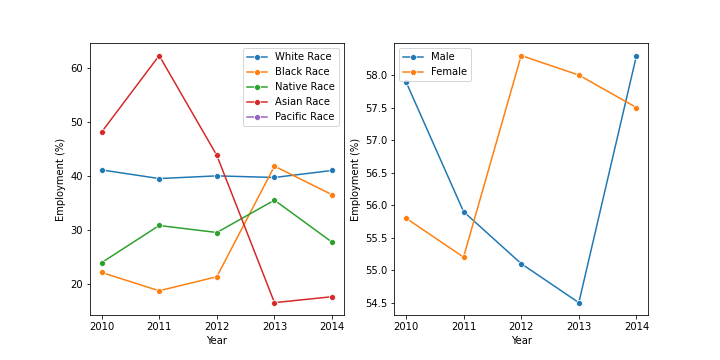 60
50
40
30
20
Employment (%)
2010 2011 2012 2013 2014
Year
White Race
Black Race
Native Race
Asian Race
Pacific Race
58.0
57.5
57.0
56.5
56.0
55.5
55.0
54.5
Employment (%)
2010 2011 2012 2013 2014
Year
Male
Female